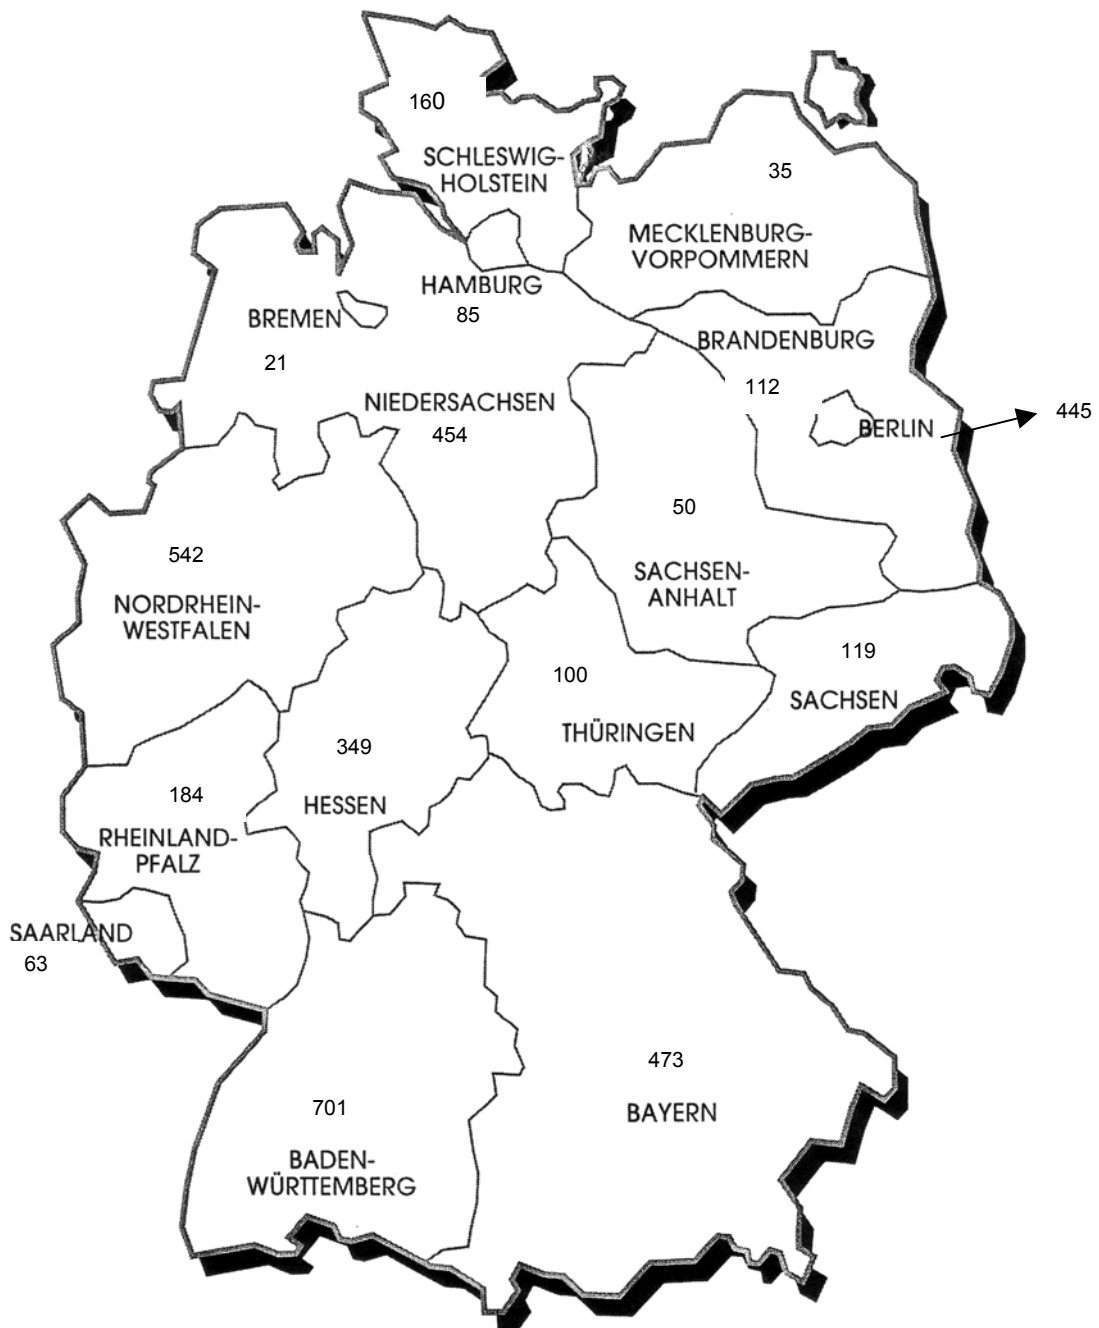 160
SCHLESWIG-
HOLSTEIN
35
MECKLENBURG-
VORPOMMERN
HAMBURG
85
BREMEN
21
BRANDENBURG
112
NIEDERSACHSEN
454
BERLIN
445
50
SACHSEN-
ANHALT
542
NORDRHEIN-
WESTFALEN
119
SACHSEN
100
THÜRINGEN
349
HESSEN
184
RHEINLAND-
PFALZ
SAARLAND
63
473
BAYERN
701
BADEN-
WÜRTTEMBERG